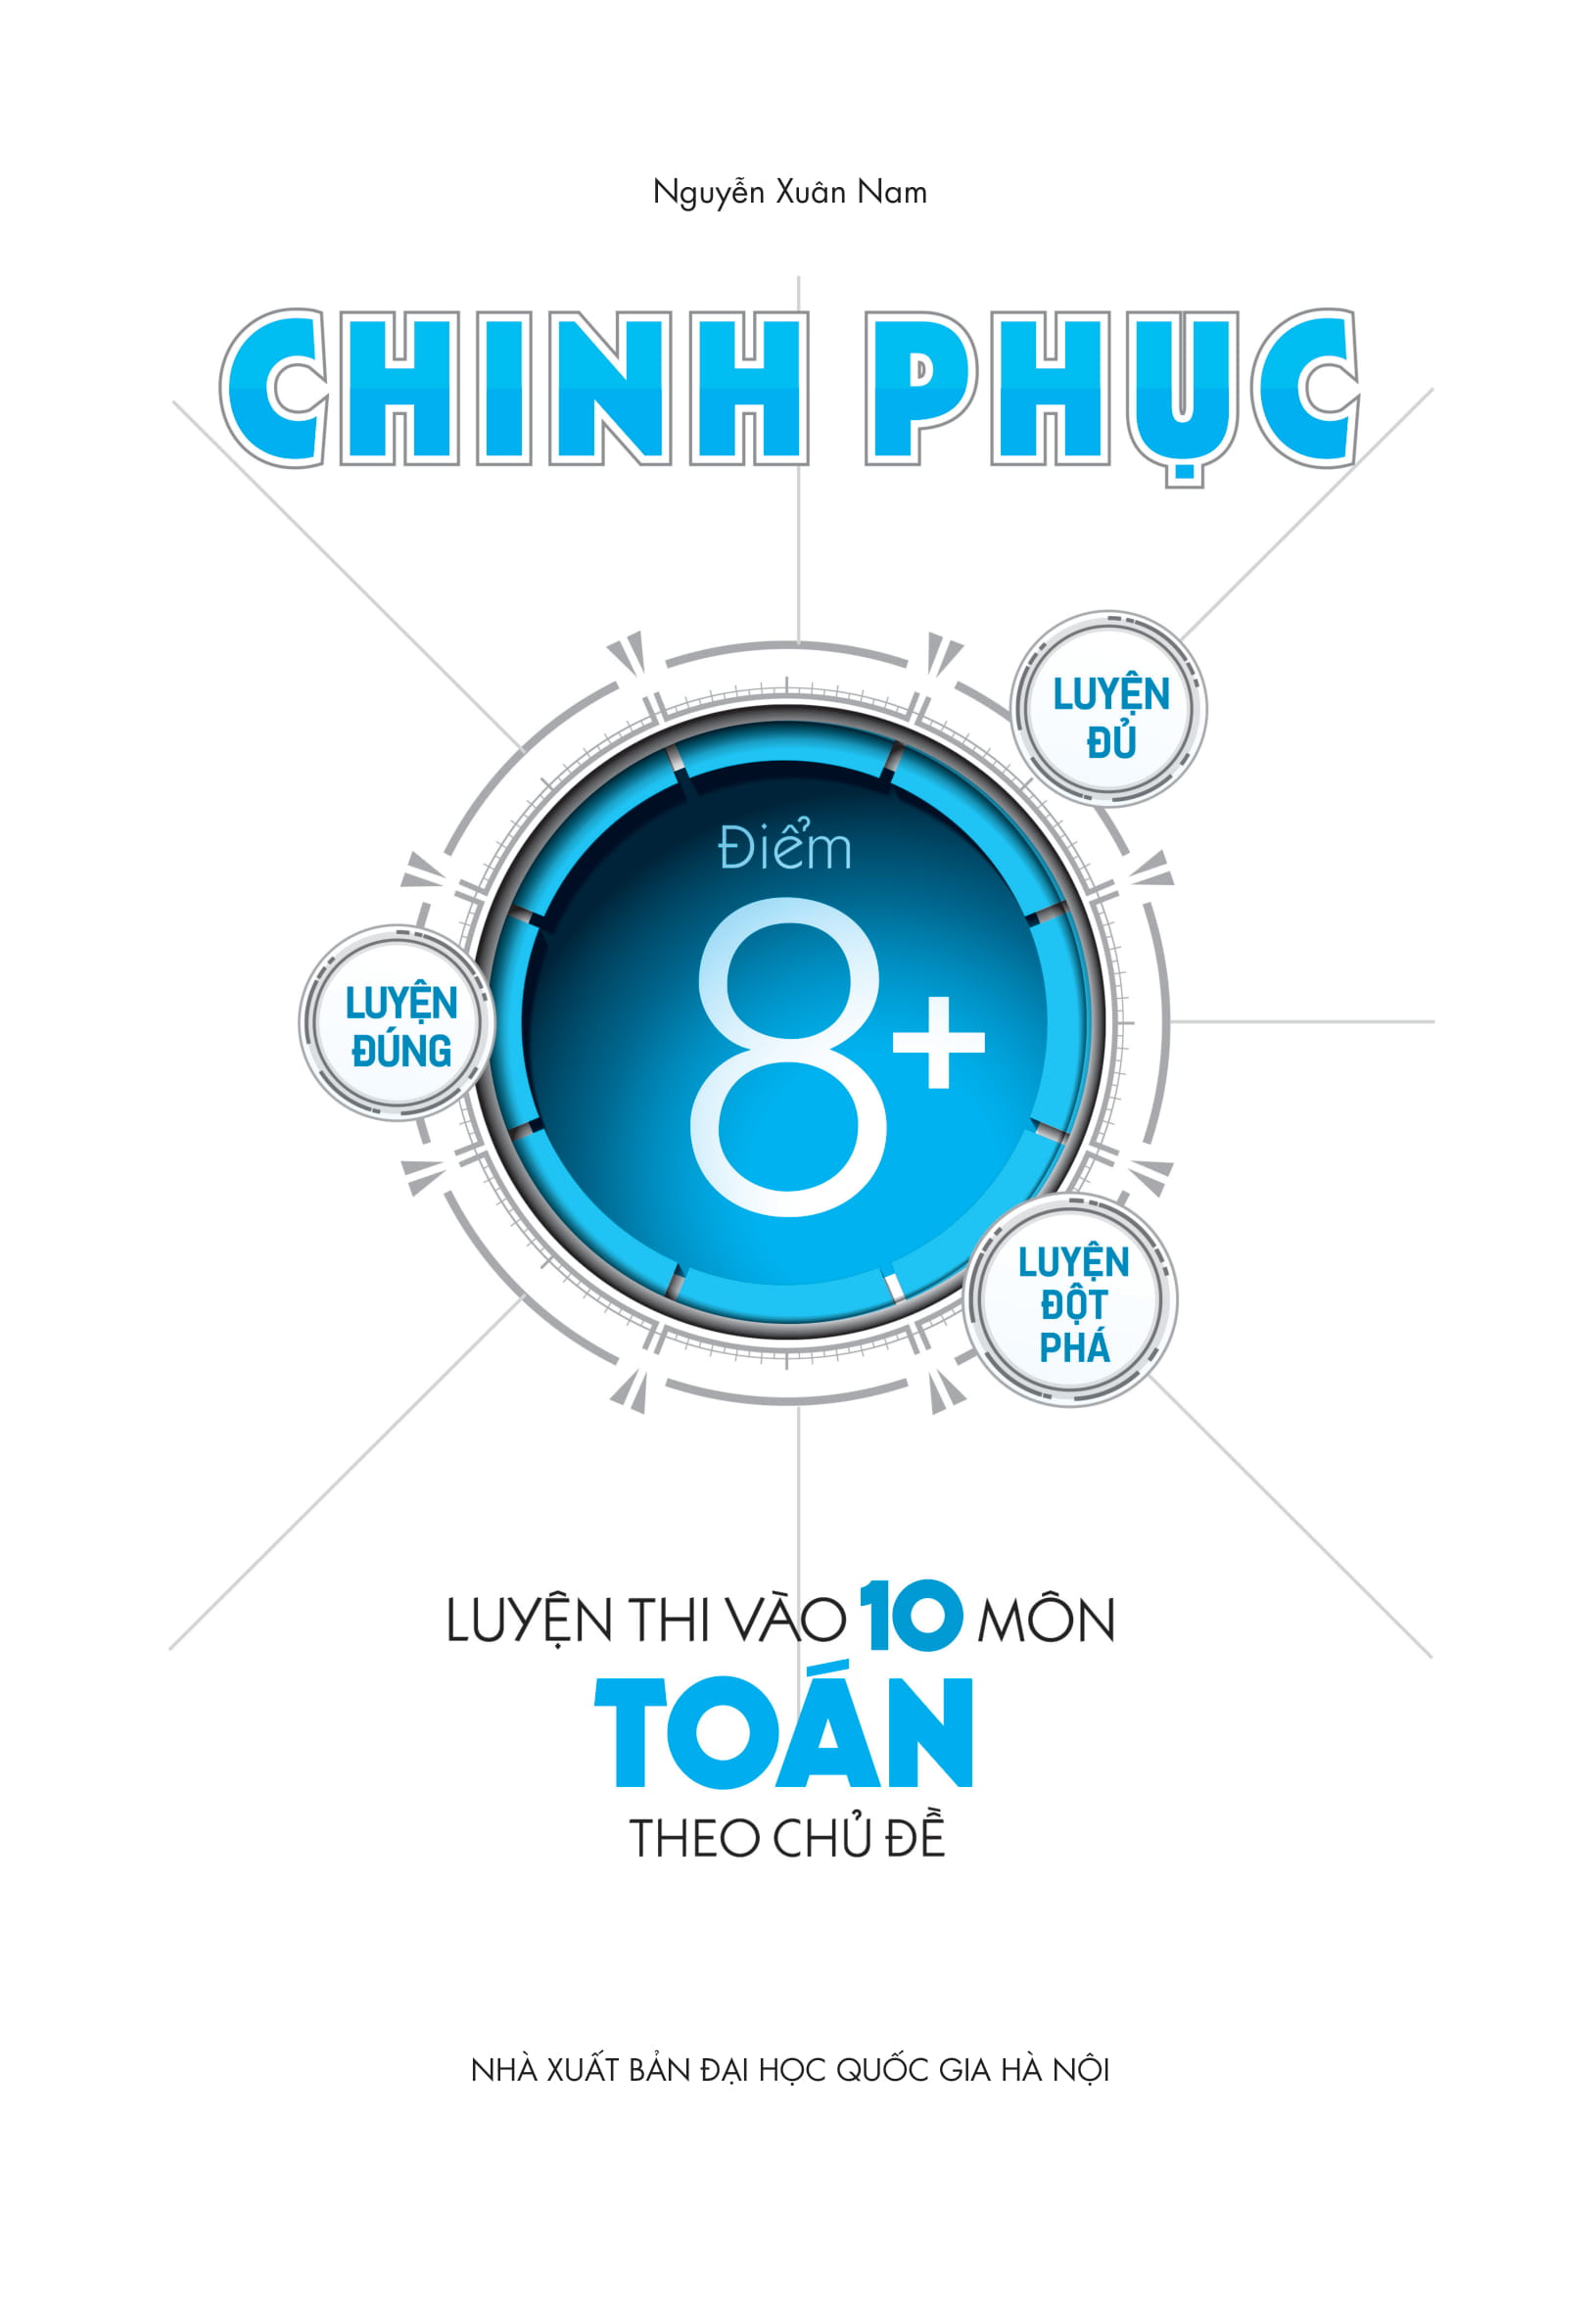 Nguyễn Xuân Nam
CHINH PHỤC
LUYỆN
ĐỦ
Điểm
8+
LUYỆN
ĐÚNG
LUYỆN
ĐỘT
PHÁ
LUYỆN THI VÀO 10 MÔN
TOÁN
THEO CHỦ ĐỀ
NHÀ XUẤT BẢN ĐẠI HỌC QUỐC GIA HÀ NỘI